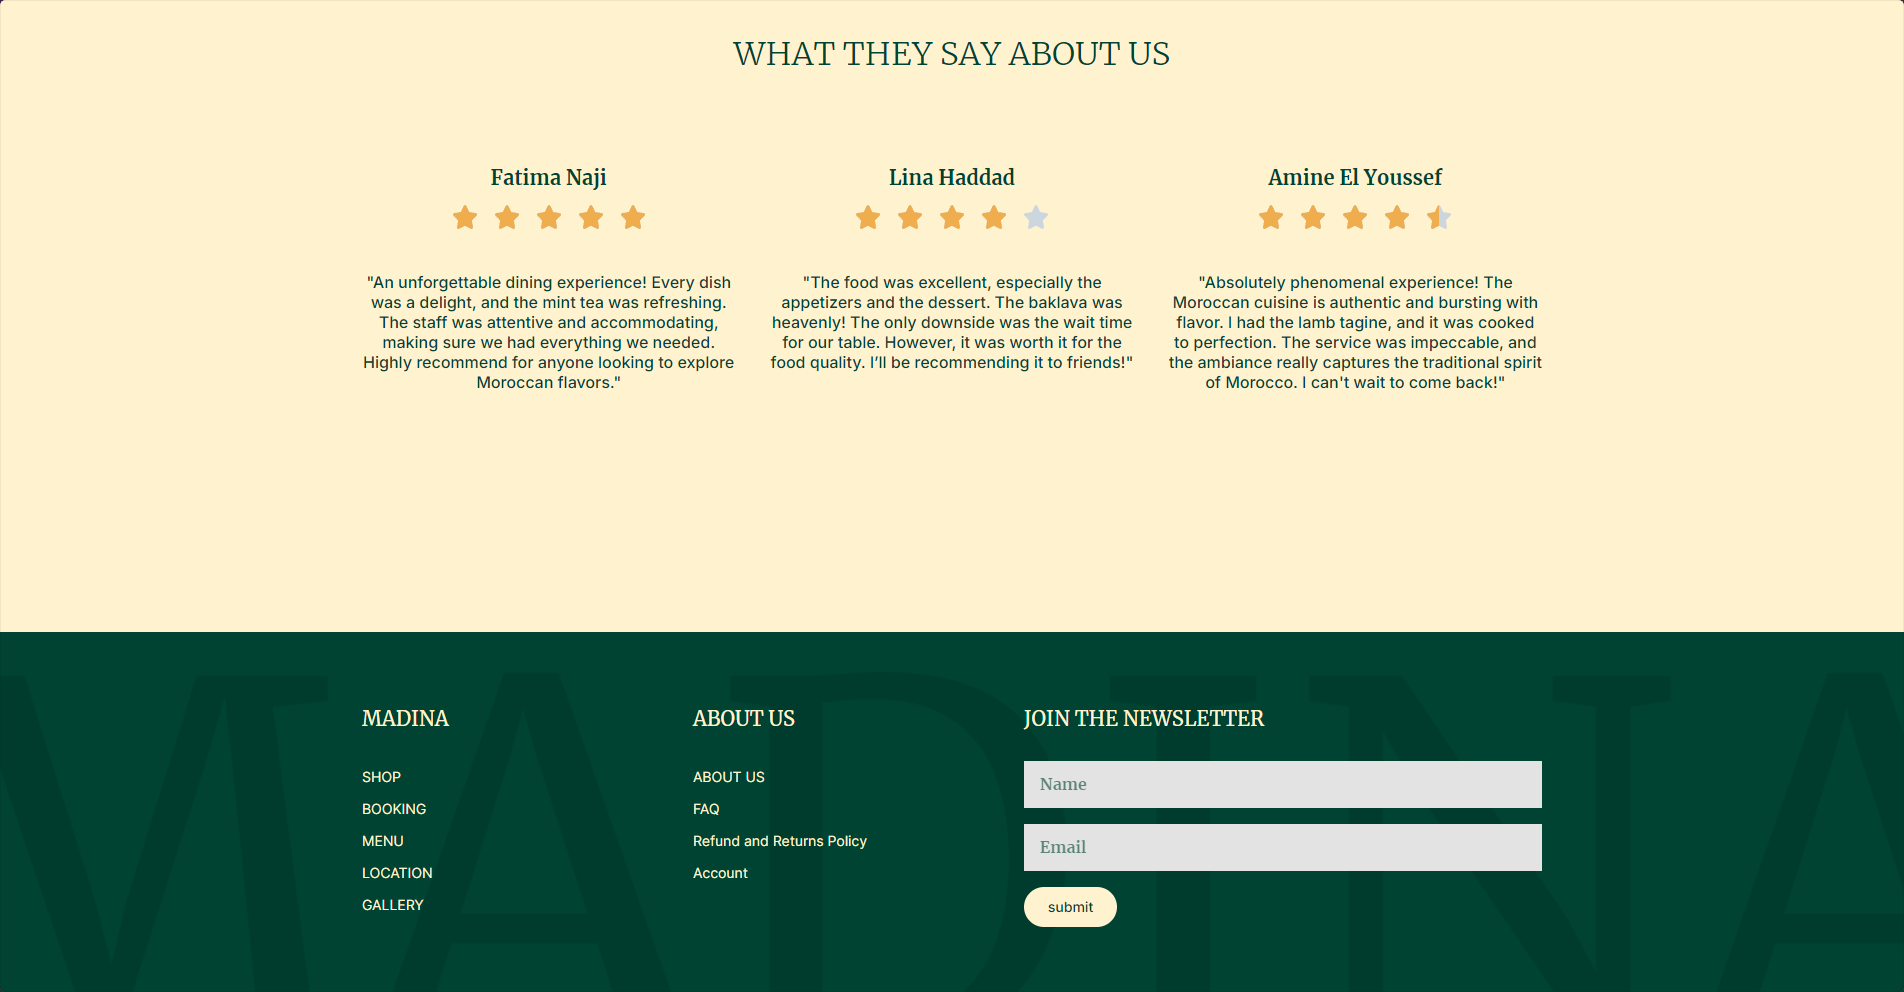 WHAT THEY SAY ABOUT US
Fatima Naji
"An unforgettable dining experience! Every dish
was a delight, and the mint tea was refreshing.
The staff was attentive and accommodating,
making sure we had everything we needed.
Highly recommend for anyone looking to explore
Moroccan flavors."
Lina Haddad
"The food was excellent, especially the
appetizers and the dessert. The baklava was
heavenly! The only downside was the wait time
for our table. However, it was worth it for the
food quality. I’ll be recommending it to friends!"
Amine El Youssef
"Absolutely phenomenal experience! The
Moroccan cuisine is authentic and bursting with
flavor. I had the lamb tagine, and it was cooked
to perfection. The service was impeccable, and
the ambiance really captures the traditional spirit
of Morocco. I can't wait to come back!"
MADINA
MADINA
SHOP
BOOKING
MENU
LOCATION
GALLERY
ABOUT US
ABOUT US
FAQ
Refund and Returns Policy
Account
JOIN THE NEWSLETTER
Name
Email
submit